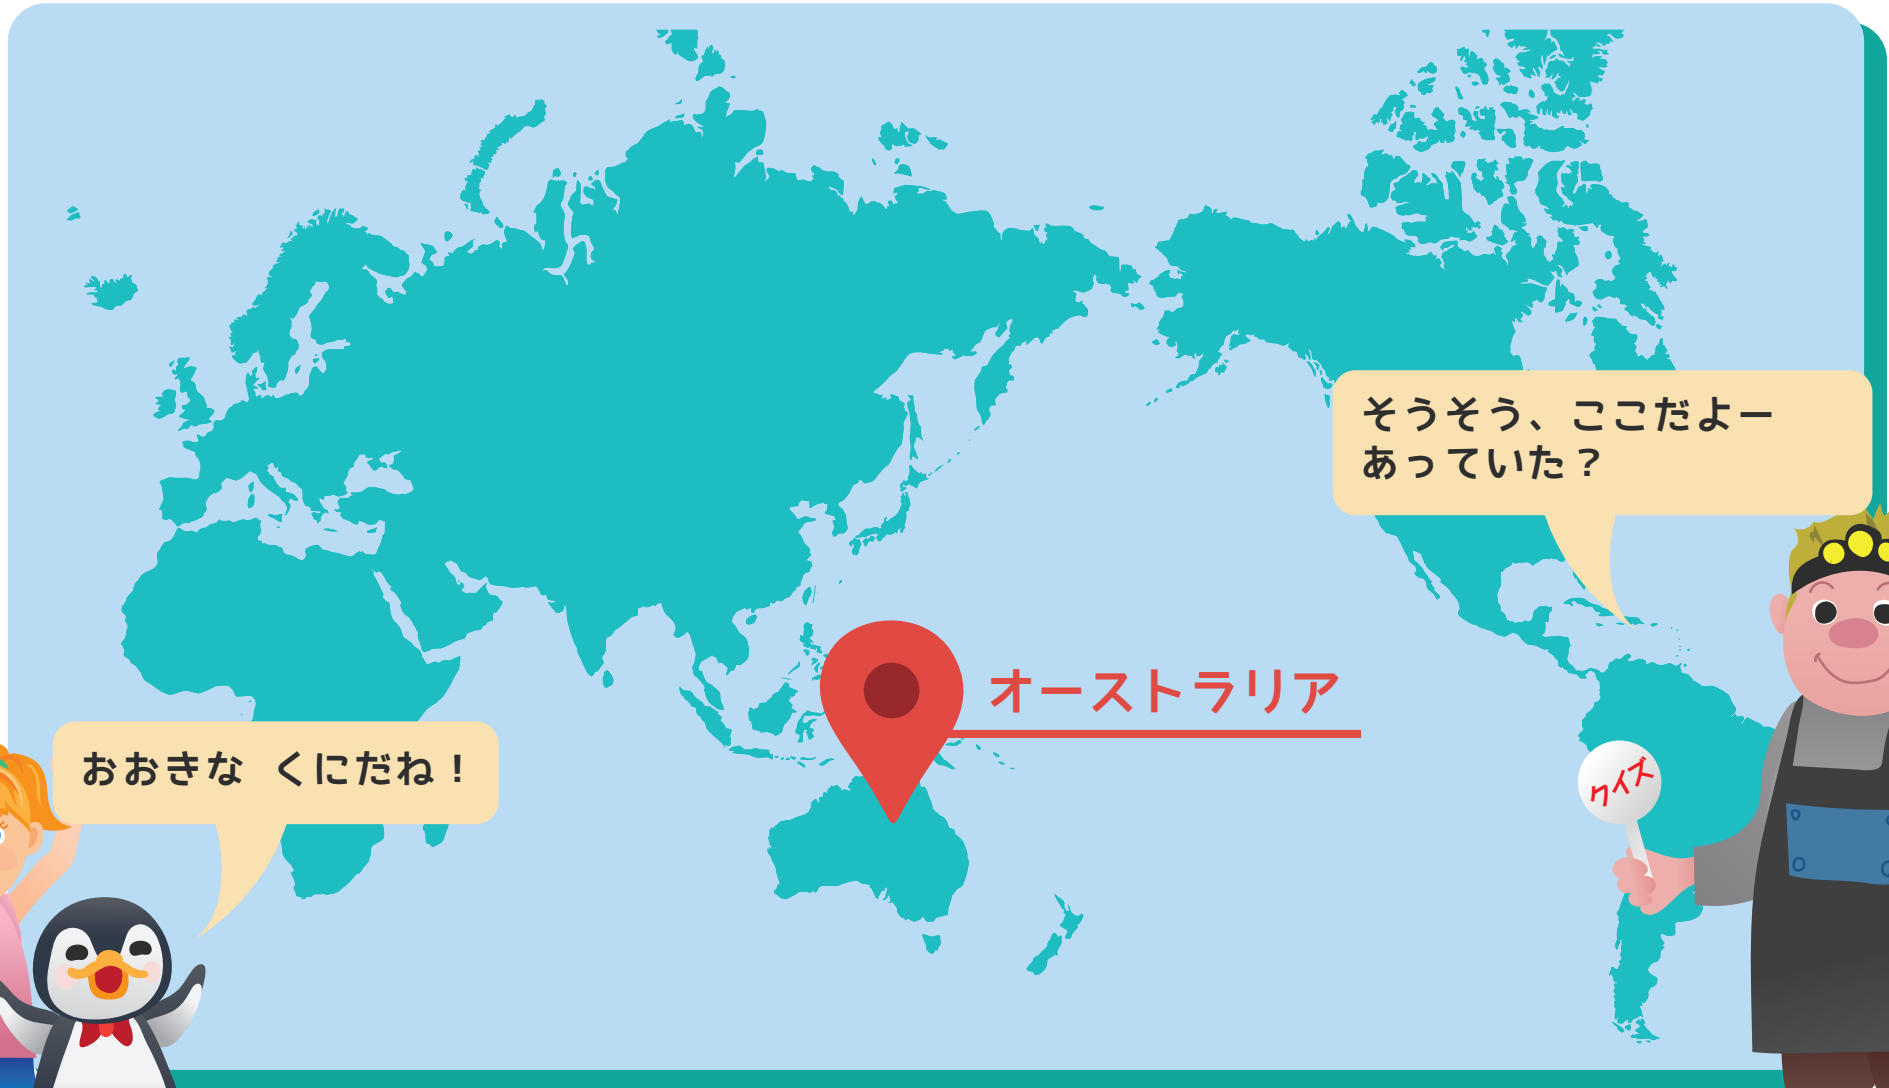 そうそう、ここだよー
あっていた？
オーストラリア
おおきな くにだね！
クイズ